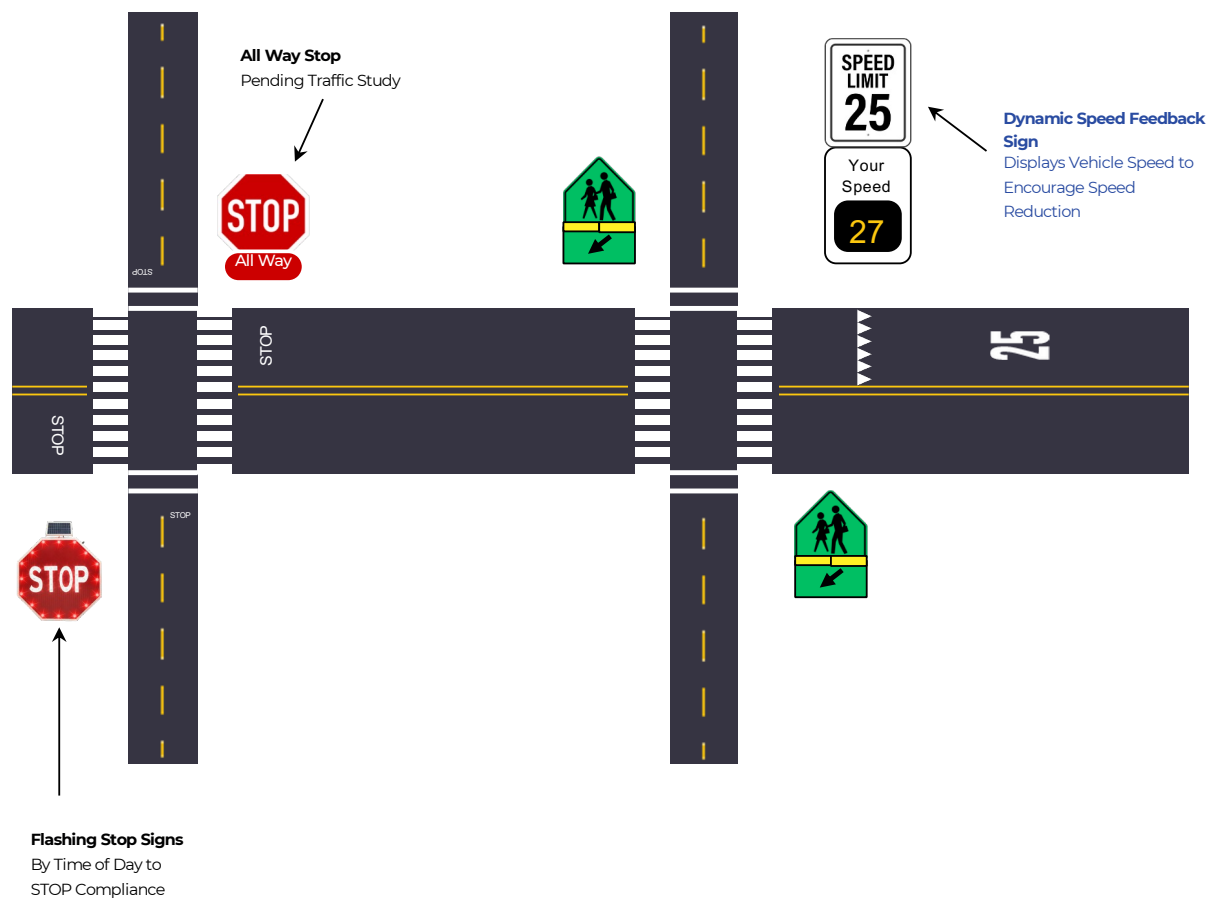 All Way Stop
Pending Traffic Study
SPEED
LIMIT
25
Dynamic Speed Feedback
Sign
Displays Vehicle Speed to
Encourage Speed
Reduction
Your
Speed
27
STOP
All Way
STOP
STOP
25
STOP
STOP
STOP
Flashing Stop Signs
By Time of Day to
STOP Compliance